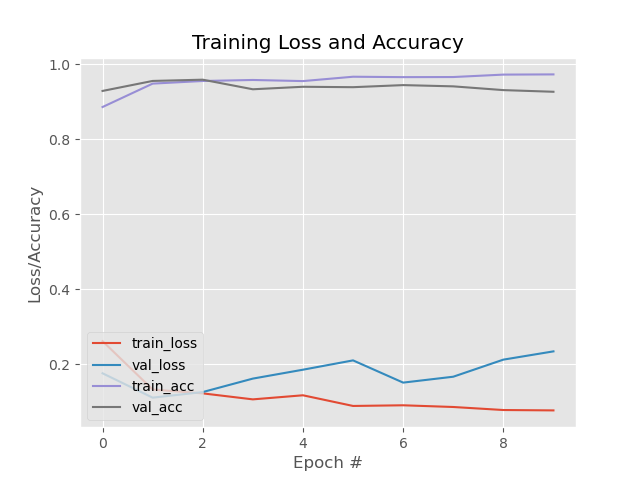 Training Loss and Accuracy
Loss/Accuracy
1.0
0.8
0.6
0.4
0.2
train_loss
val_loss
train_acc
val_acc
0 2 4 6 8
Epoch #